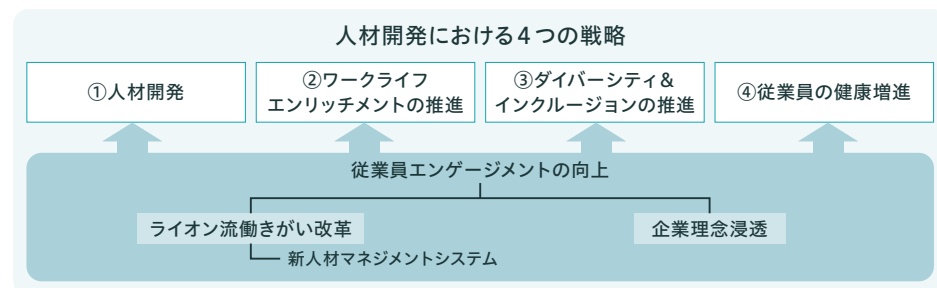 人材開発における4つの戦略
①人材開発
②ワークライフ
エンリッチメントの推進
③ダイバーシティ&
インクルージョンの推進
④従業員の健康増進
従業員エンゲージメントの向上
ライオン流働きがい改革
企業理念浸透
新人材マネジメントシステム